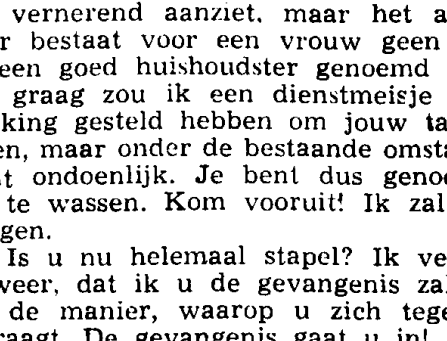 vernerend aanziet, maar het a
r bestaat voor een vrouw geen
een goed huishoudster genoemd
graag zou ik een dienstmeisje
king gesteld hebben om jouw ta
en, maar onder de bestaande omsta
t ondoenlijk. Je bent dus genoo
te wassen. Kom vooruit! Ik zal
gen.
Is u nu helemaal stapel? Ik ve
weer, dat ik u de gevangenis zal
de manier, waarop u zich tege
raagt. De gevangenis gaat u in!